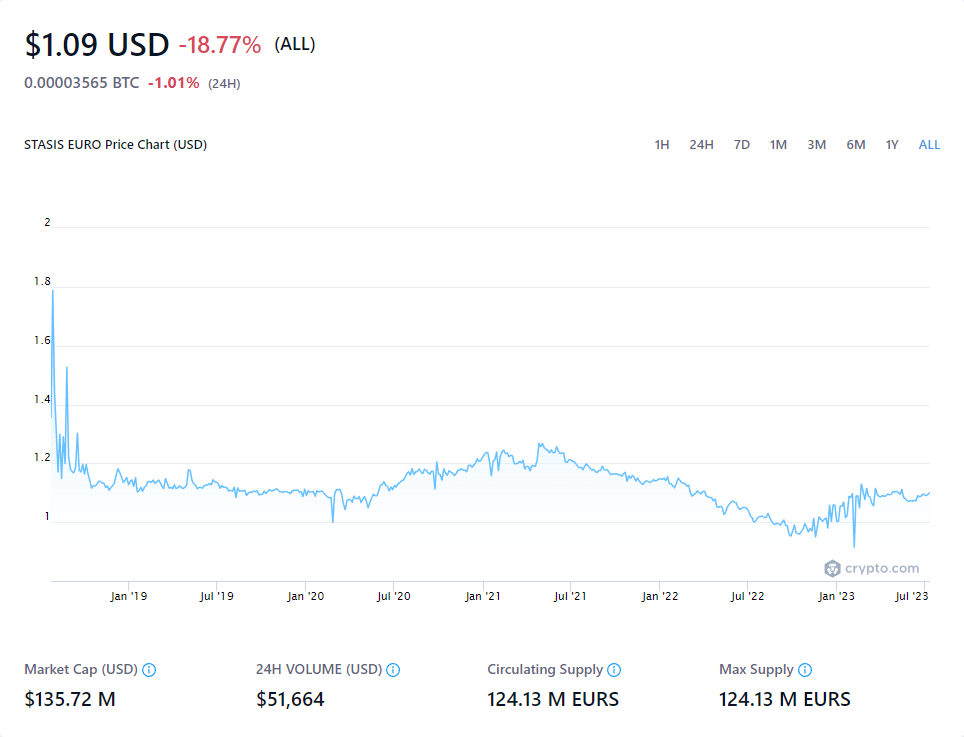 $1.09 USD -18.77% (ALL)
0.00003565 BTC -1.01% (24H)
STASIS EURO Price Chart (USD) 1H 24H 7D 1M 3M 6M 1Y ALL
2
1.8
1.6
1.4
1.2
1
crypto.com
Jan '19 Jul '19 Jan '20 Jul '20 Jan '21 Jul '21 Jan '22 Jul '22 Jan '23 Jul '23
Market Cap (USD) 24H VOLUME (USD) Circulating Supply Max Supply
$135.72 M $51,664 124.13 M EURS 124.13 M EURS